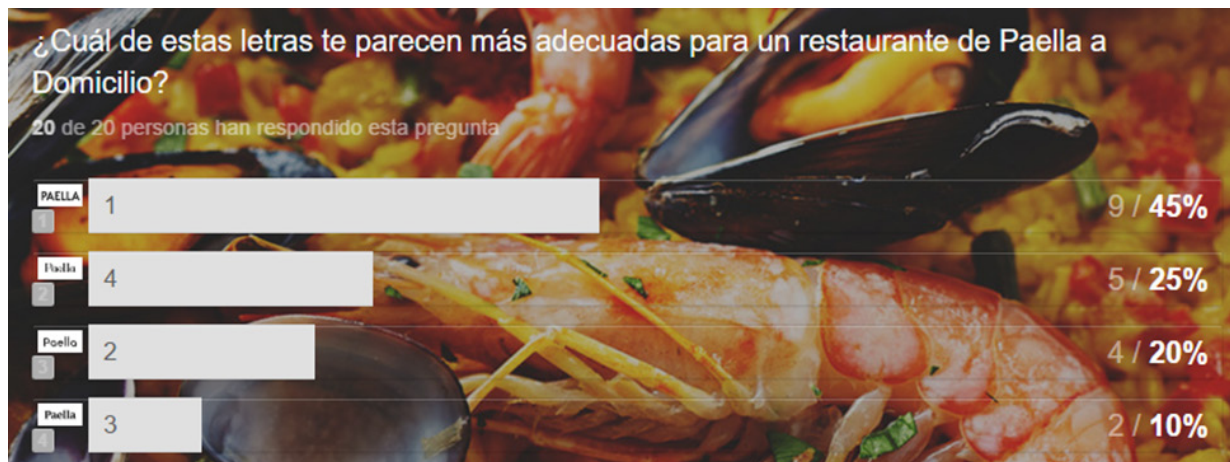 ¿Cuál de estas letras te parecen más adecuadas para un restaurante de Paella a
Domicilio?
20 de 20 personas han respondido esta pregunta
PAELLA
1
1
9 / 45%
Paella
2
4
5 / 25%
Paella
3
2
4 / 20%
Paella
4
3
2 / 10%